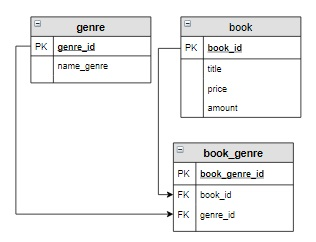 genre
PK genre_id
name_genre
book
PK book_id
title
price
amount
book_genre
PK book_genre_id
FK book_id
FK genre_id